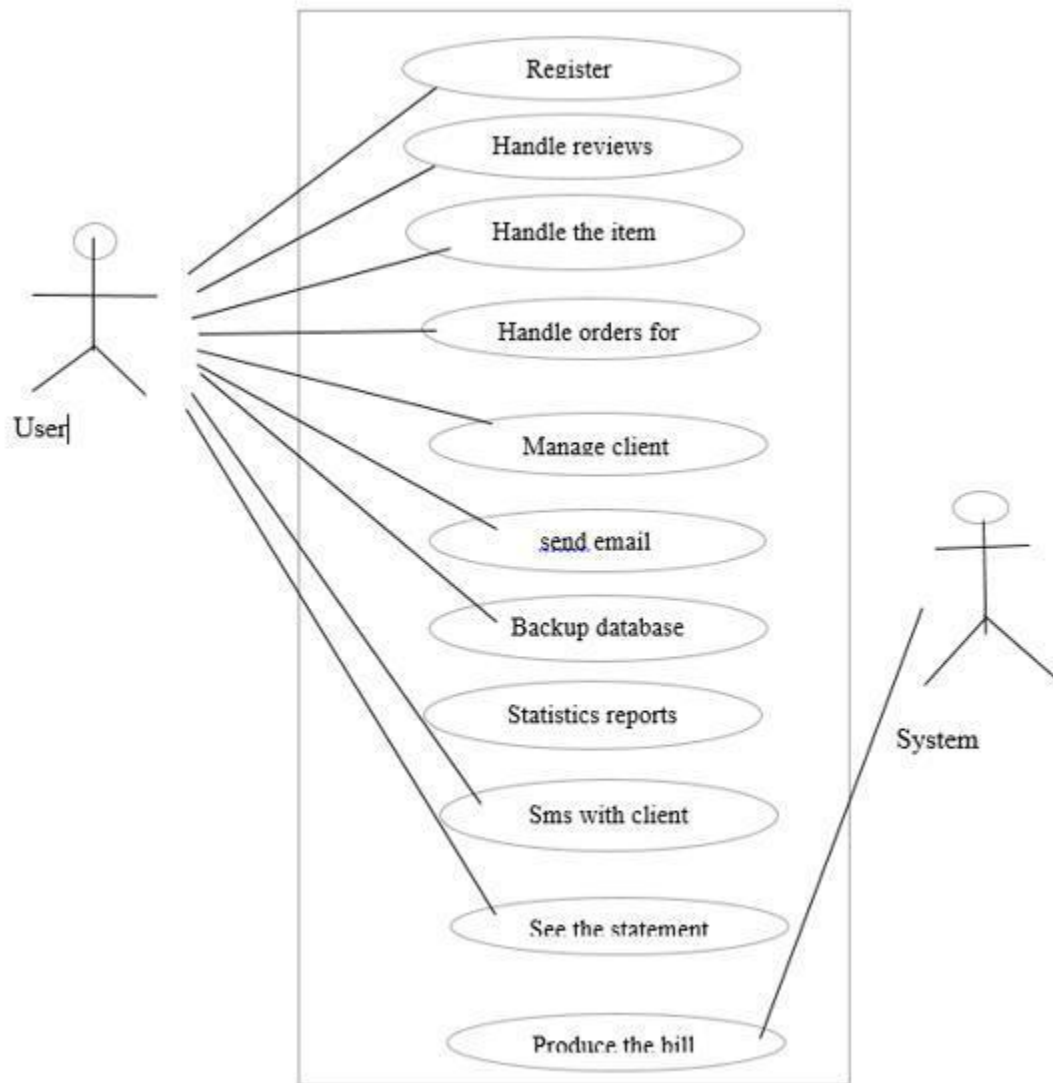 Register
Handle reviews
Handle the item
Handle orders for
User
Manage client
send email
Backup database
Statistics reports
System
Sms with client
See the statement
Produce the bill